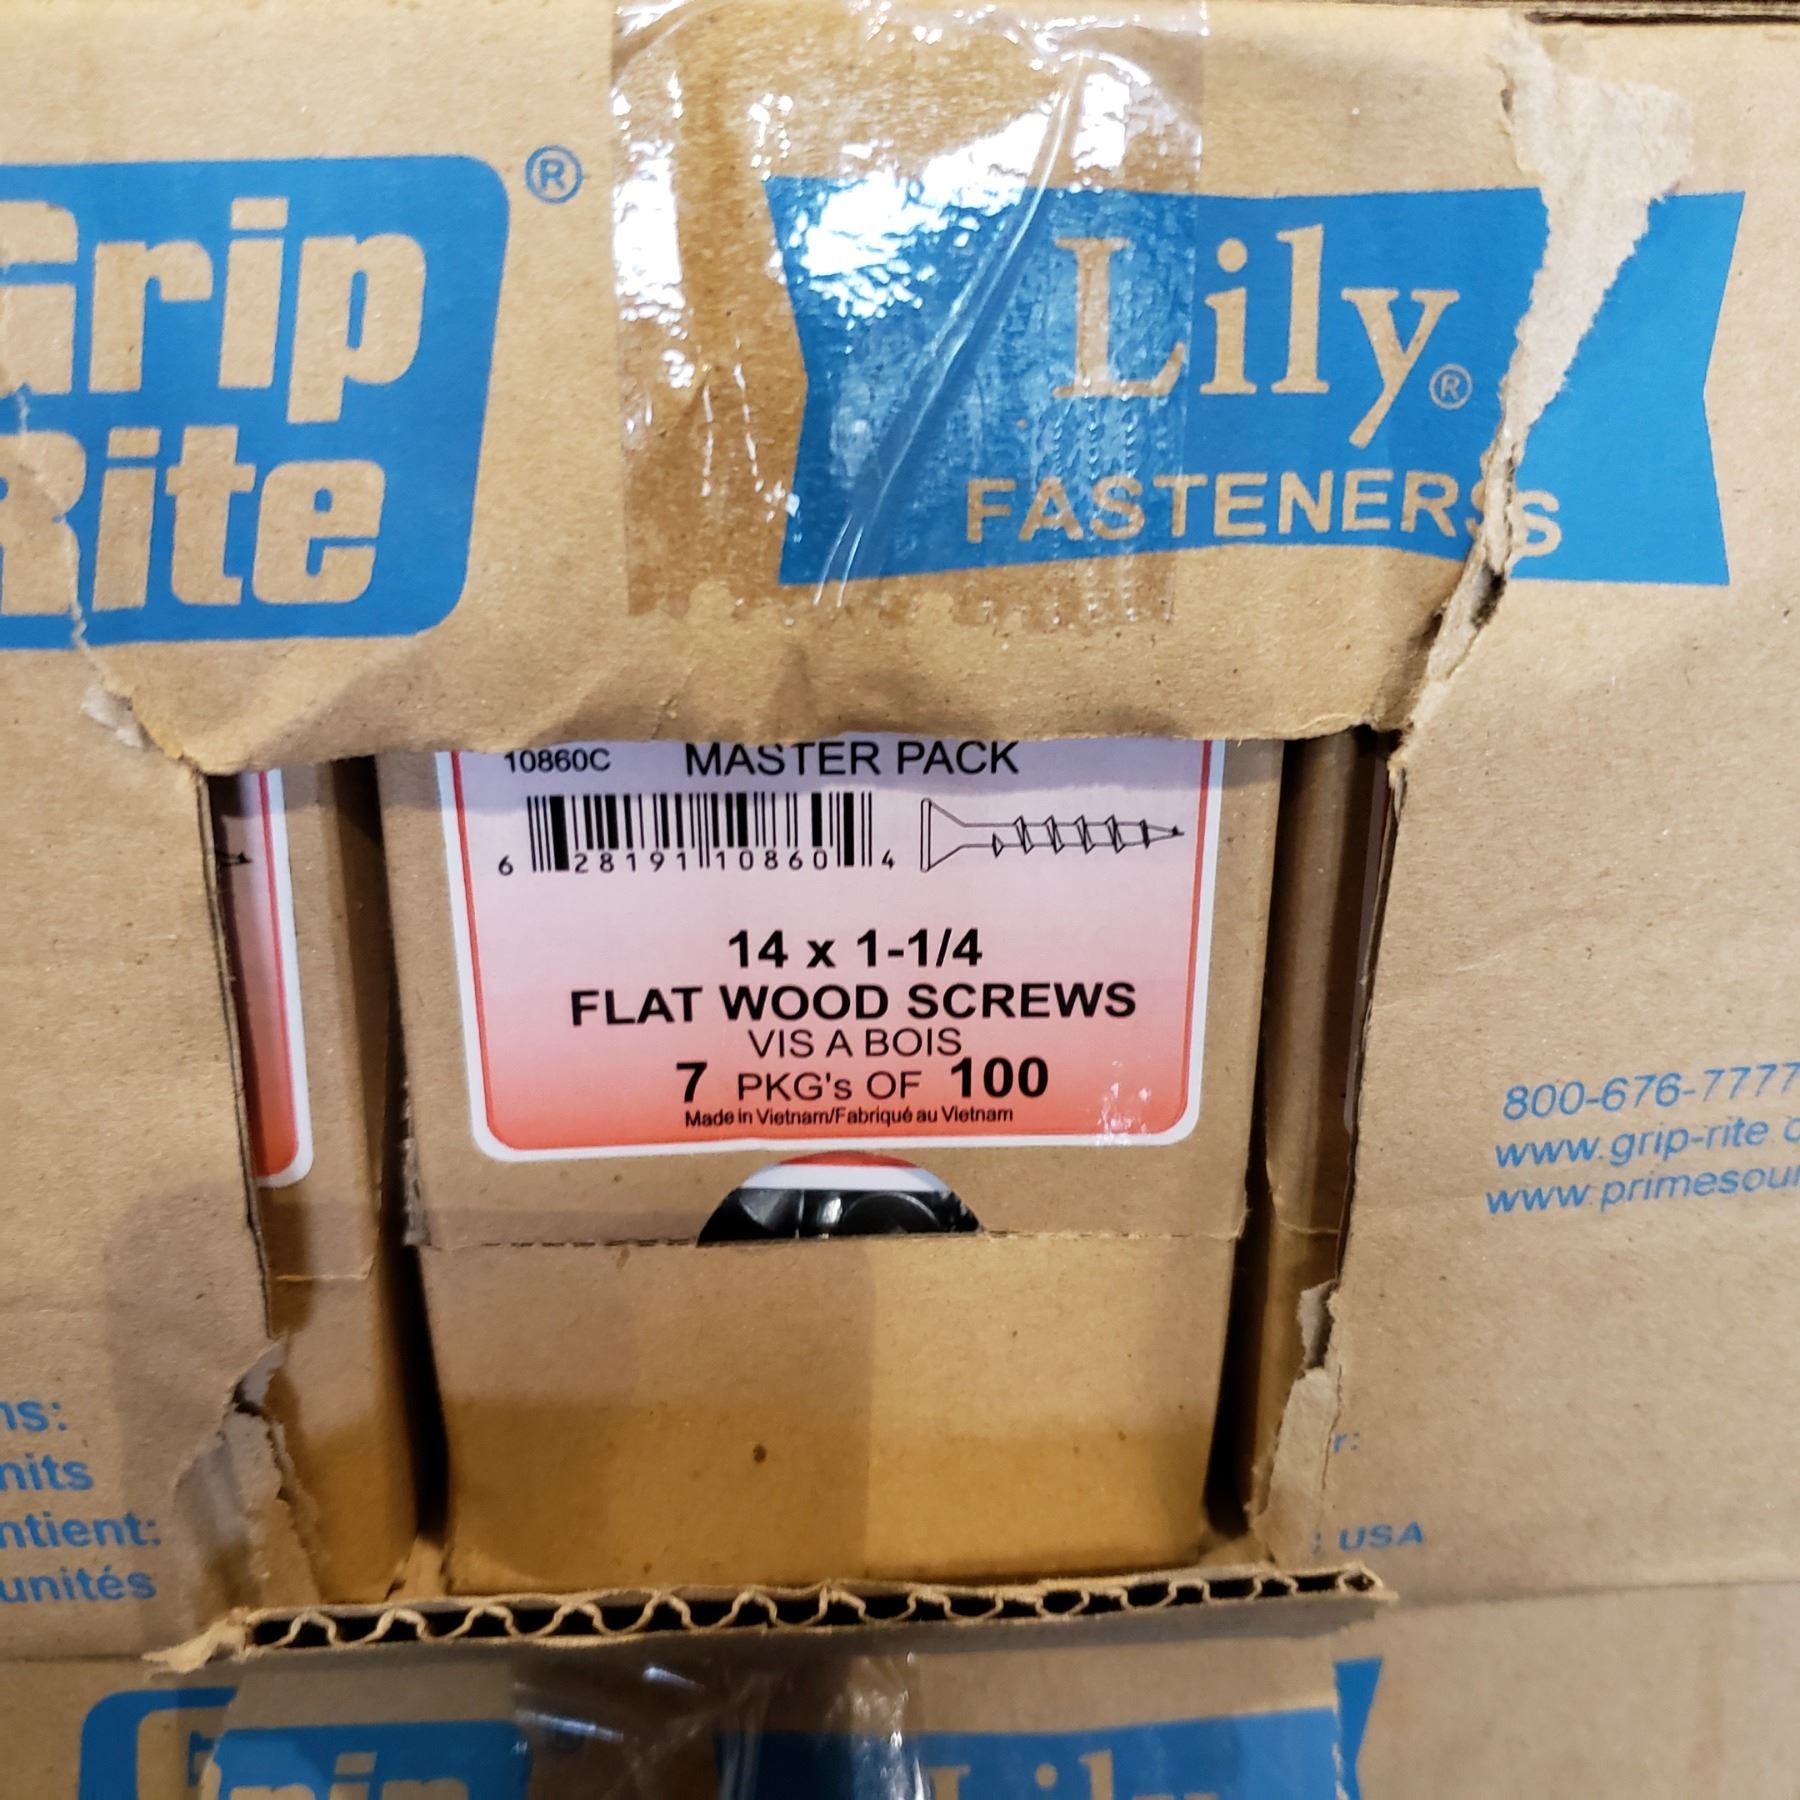 Grip
Rite
®
Lily®
FASTENERS
10860C MASTER PACK
6 28191 10860 4
14 x 1-1/4
FLAT WOOD SCREWS
VIS A BOIS
7 PKG's OF 100
Made in Vietnam/Fabriqué au Vietnam
800-676-7777
www.grip-rite.c
www.primesour
ns:
nits
ntient:
unités
r:
: USA
Grip
Lily